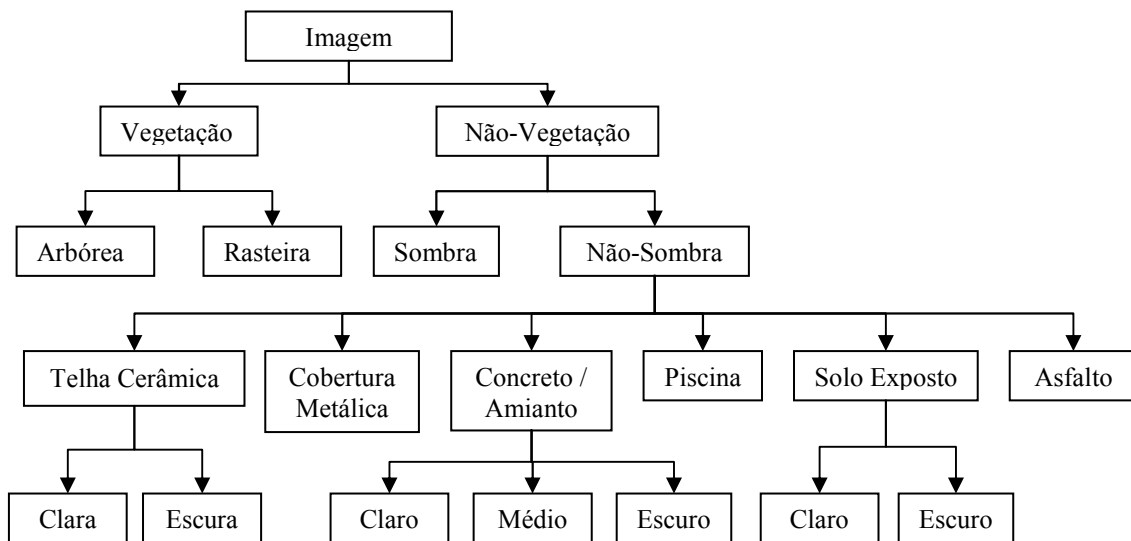 Imagem
Vegetação
Não-Vegetação
Arbórea
Rasteira
Sombra
Não-Sombra
Telha Cerâmica
Cobertura
Metálica
Concreto /
Amianto
Piscina
Solo Exposto
Asfalto
Clara
Escura
Claro
Médio
Escuro
Claro
Escuro